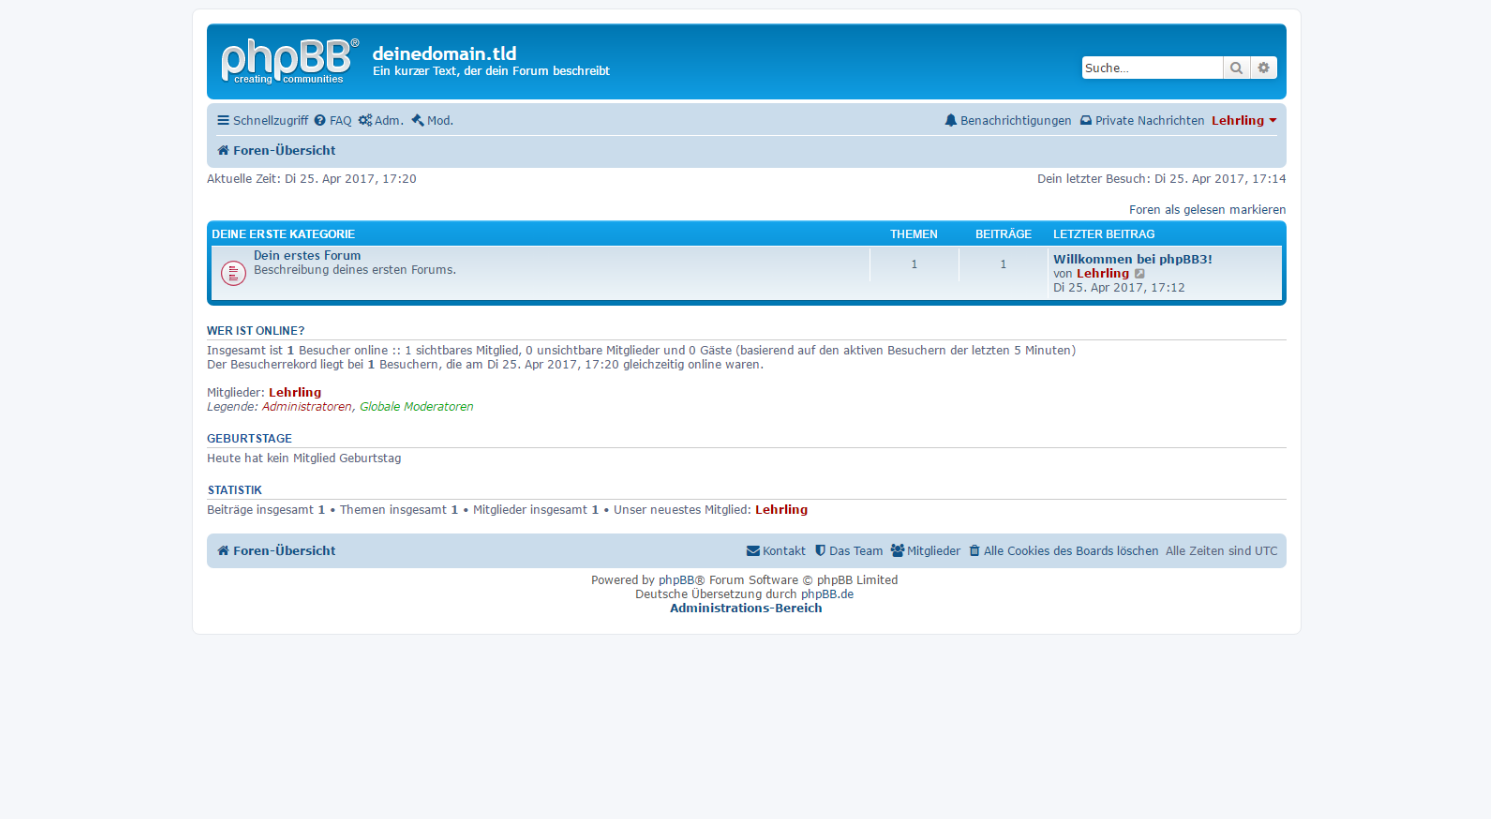 phpBB®
creating communities
deinedomain.tld
Ein kurzer Text, der dein Forum beschreibt
Suche…
Schnellzugriff FAQ Adm. Mod.
Benachrichtigungen Private Nachrichten Lehrling
Foren-Übersicht
Aktuelle Zeit: Di 25. Apr 2017, 17:20
Dein letzter Besuch: Di 25. Apr 2017, 17:14
Foren als gelesen markieren
DEINE ERSTE KATEGORIE THEMEN BEITRÄGE LETZTER BEITRAG
Dein erstes Forum
Beschreibung deines ersten Forums.
1
1
Willkommen bei phpBB3!
von Lehrling
Di 25. Apr 2017, 17:12
WER IST ONLINE?
Insgesamt ist 1 Besucher online :: 1 sichtbares Mitglied, 0 unsichtbare Mitglieder und 0 Gäste (basierend auf den aktiven Besuchern der letzten 5 Minuten)
Der Besucherrekord liegt bei 1 Besuchern, die am Di 25. Apr 2017, 17:20 gleichzeitig online waren.
Mitglieder: Lehrling
Legende: Administratoren, Globale Moderatoren
GEBURTSTAGE
Heute hat kein Mitglied Geburtstag
STATISTIK
Beiträge insgesamt 1 • Themen insgesamt 1 • Mitglieder insgesamt 1 • Unser neuestes Mitglied: Lehrling
Foren-Übersicht
Kontakt Das Team Mitglieder Alle Cookies des Boards löschen Alle Zeiten sind UTC
Powered by phpBB® Forum Software © phpBB Limited
Deutsche Übersetzung durch phpBB.de
Administrations-Bereich